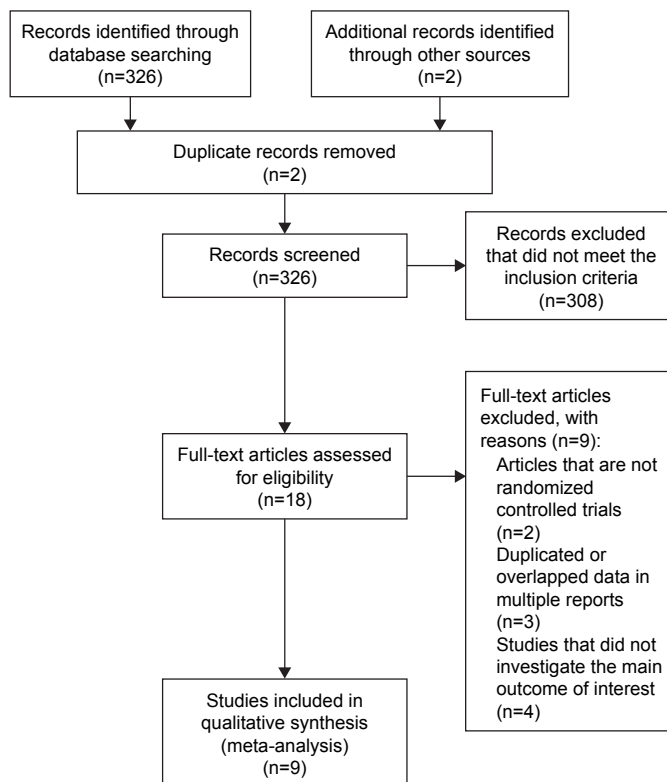 Records identified through
database searching
(n=326)
Additional records identified
through other sources
(n=2)
Duplicate records removed
(n=2)
Records screened
(n=326)
Records excluded
that did not meet the
inclusion criteria
(n=308)
Full-text articles assessed
for eligibility
(n=18)
Full-text articles
excluded, with
reasons (n=9):
Articles that are not
randomized
controlled trials
(n=2)
Duplicated or
overlapped data in
multiple reports
(n=3)
Studies that did not
investigate the main
outcome of interest
(n=4)
Studies included in
qualitative synthesis
(meta-analysis)
(n=9)